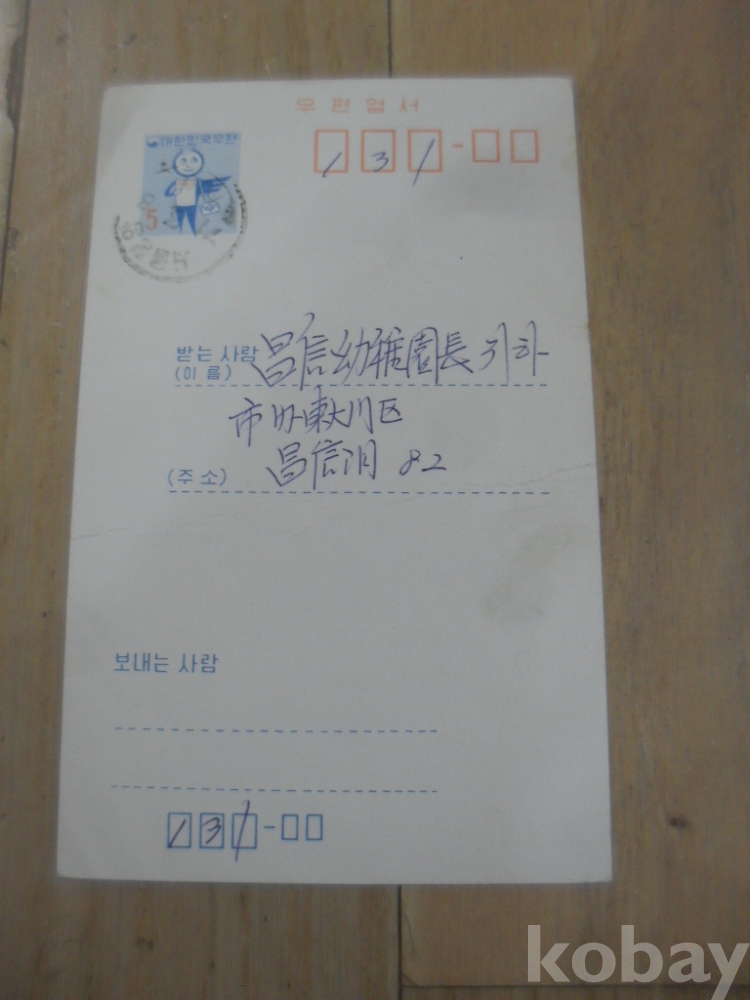 우편엽서
대한민국우편
5
131-
받는 사람
(이 름)
昌信幼稚園長 귀하
市内東大門区
(주 소)
昌信洞 82
보내는 사람
131-
kobay